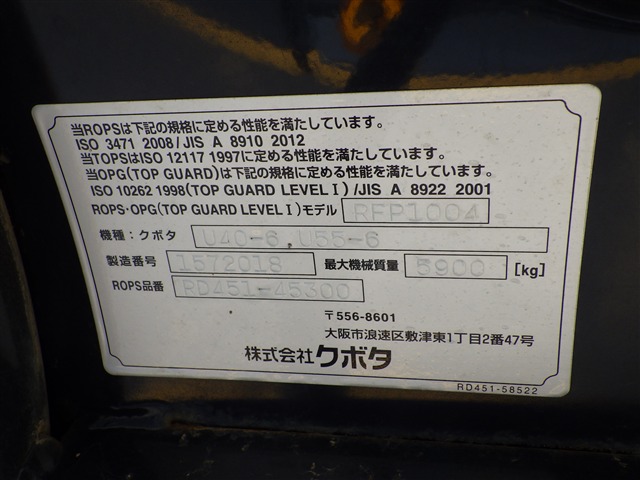 当ROPSは下記の規格に定める性能を満たしています。
ISO 3471 2008/JIS A 8910 2012
当TOPSはISO 12117 1997に定める性能を満たしています。
当OPG(TOP GUARD)は下記の規格に定める性能を満たしています。
ISO 10262 1998(TOP GUARD LEVEL I)/JIS A 8922 2001
ROPS・OPG(TOP GUARD LEVEL I)モデル RFP1004
機種：クボタ U40-6,U55-6
製造番号 1572018 最大機械質量 5900 [kg]
ROPS品番 RD451-45300
〒556-8601
大阪市浪速区敷津東1丁目2番47号
株式会社クボタ
RD451-58522